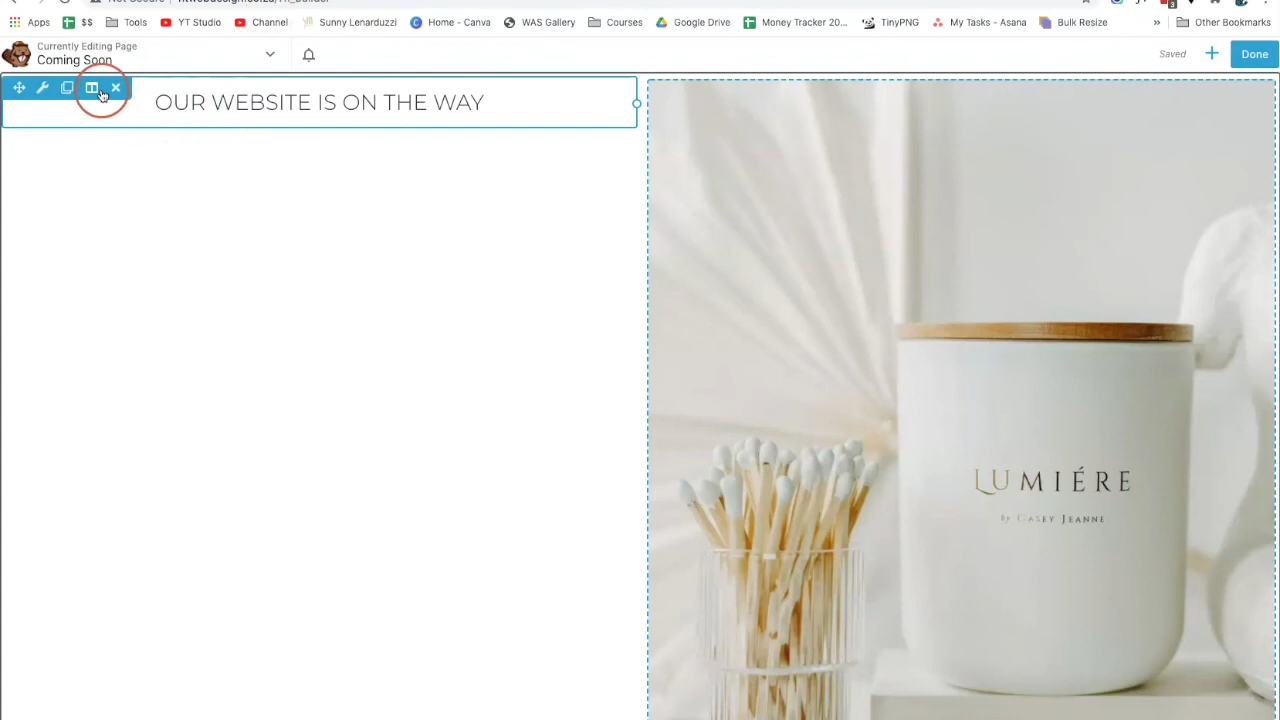 Apps $$ Tools YT Studio Channel Sunny Lenarduzzi Home - Canva WAS Gallery Courses Google Drive Money Tracker 20... TinyPNG My Tasks – Asana Bulk Resize » Other Bookmarks
Currently Editing Page
Coming Soon
Saved + Done
OUR WEBSITE IS ON THE WAY
LUMIÉRE
By CASEY JEANNE